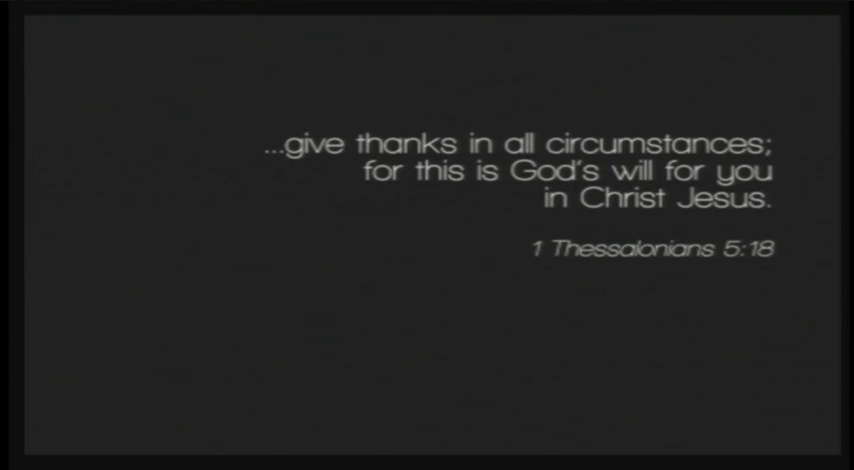 ...give thanks in all circumstances;
for this is God's will for you
in Christ Jesus.
1 Thessalonians 5:18